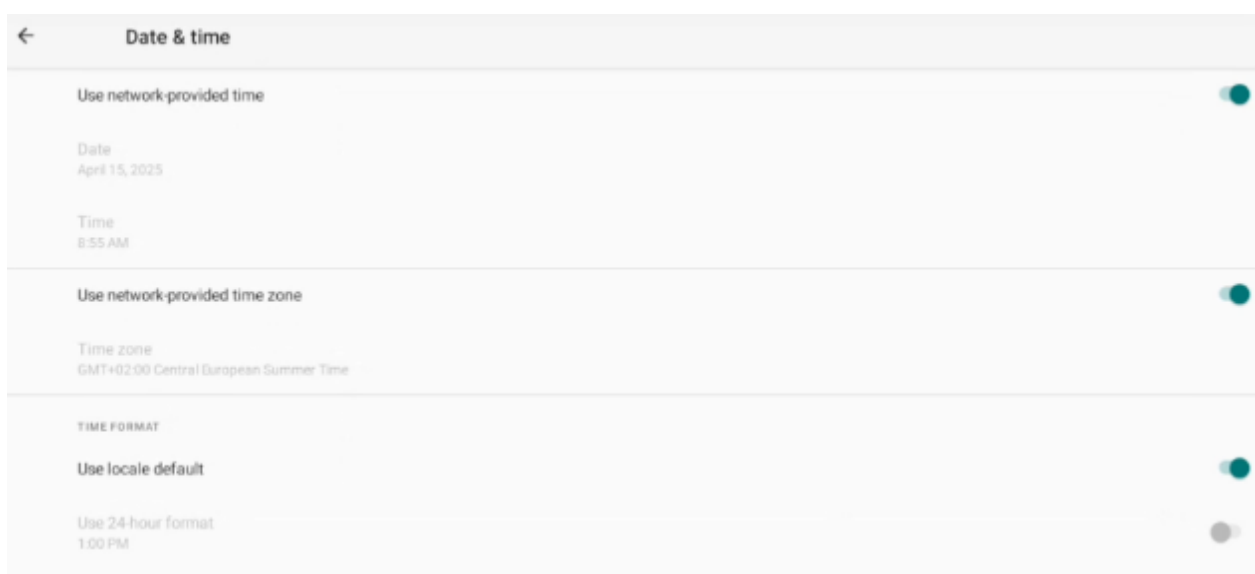 Date & time
Use network-provided time
Date
April 15, 2025
Time
8:55 AM
Use network-provided time zone
Time zone
GMT+02:00 Central European Summer Time
TIME FORMAT
Use locale default
Use 24-hour format
1:00 PM